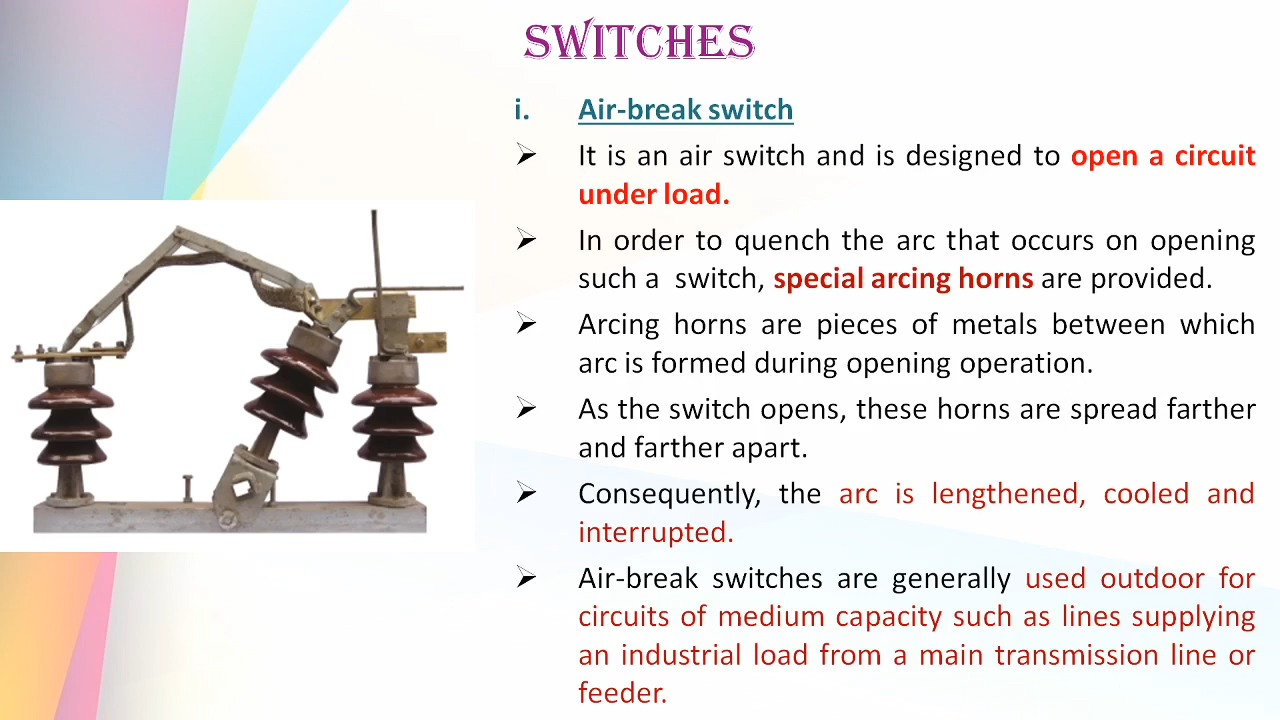 SWITCHES
i. Air-break switch
➢ It is an air switch and is designed to open a circuit
under load.
➢ In order to quench the arc that occurs on opening
such a switch, special arcing horns are provided.
➢ Arcing horns are pieces of metals between which
arc is formed during opening operation.
➢ As the switch opens, these horns are spread farther
and farther apart.
➢ Consequently, the arc is lengthened, cooled and
interrupted.
➢ Air-break switches are generally used outdoor for
circuits of medium capacity such as lines supplying
an industrial load from a main transmission line or
feeder.